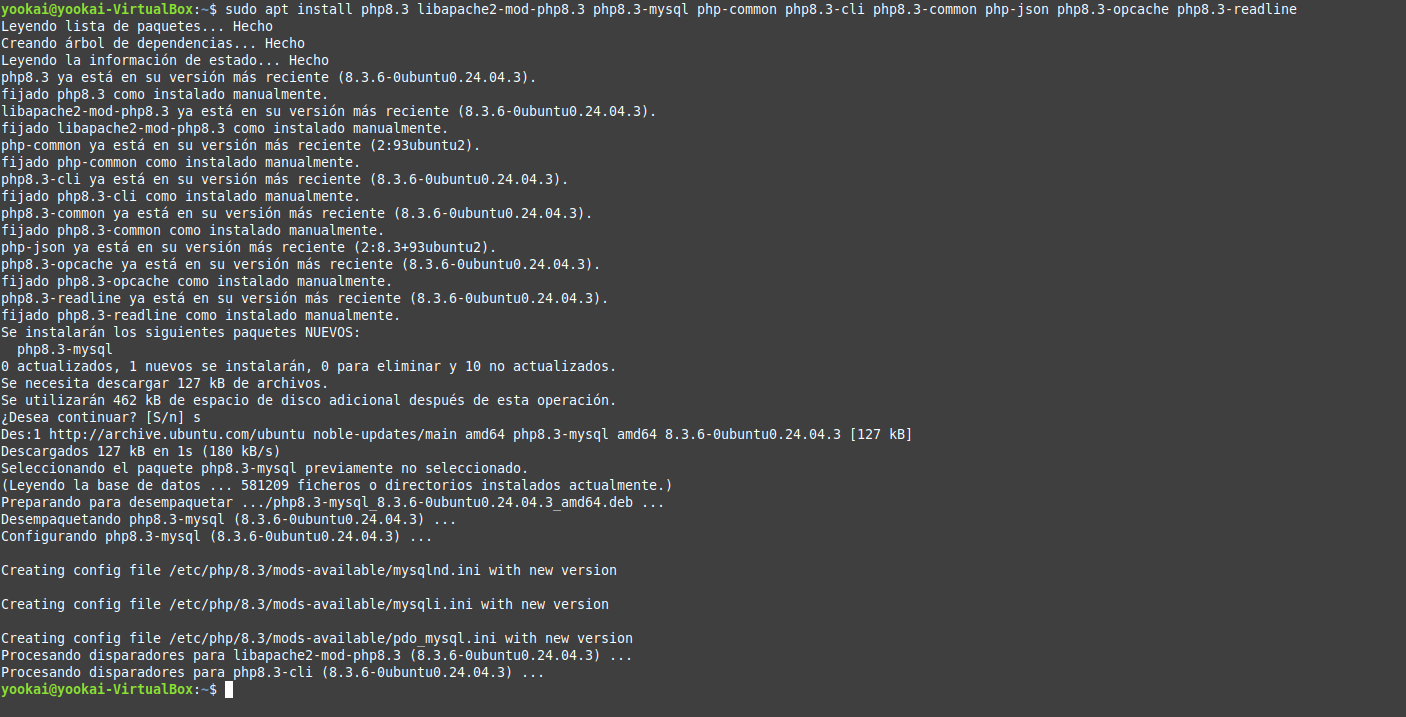 yookai@yookai-VirtualBox:~$ sudo apt install php8.3 libapache2-mod-php8.3 php8.3-mysql php-common php8.3-cli php8.3-common php-json php8.3-opcache php8.3-readline
Leyendo lista de paquetes... Hecho
Creando árbol de dependencias... Hecho
Leyendo la información de estado... Hecho
php8.3 ya está en su versión más reciente (8.3.6-0ubuntu0.24.04.3).
fijado php8.3 como instalado manualmente.
libapache2-mod-php8.3 ya está en su versión más reciente (8.3.6-0ubuntu0.24.04.3).
fijado libapache2-mod-php8.3 como instalado manualmente.
php-common ya está en su versión más reciente (2:93ubuntu2).
fijado php-common como instalado manualmente.
php8.3-cli ya está en su versión más reciente (8.3.6-0ubuntu0.24.04.3).
fijado php8.3-cli como instalado manualmente.
php8.3-common ya está en su versión más reciente (8.3.6-0ubuntu0.24.04.3).
fijado php8.3-common como instalado manualmente.
php-json ya está en su versión más reciente (2:8.3+93ubuntu2).
php8.3-opcache ya está en su versión más reciente (8.3.6-0ubuntu0.24.04.3).
fijado php8.3-opcache como instalado manualmente.
php8.3-readline ya está en su versión más reciente (8.3.6-0ubuntu0.24.04.3).
fijado php8.3-readline como instalado manualmente.
Se instalarán los siguientes paquetes NUEVOS:
  php8.3-mysql
0 actualizados, 1 nuevos se instalarán, 0 para eliminar y 10 no actualizados.
Se necesita descargar 127 kB de archivos.
Se utilizarán 462 kB de espacio de disco adicional después de esta operación.
¿Desea continuar? [S/n] s
Des:1 http://archive.ubuntu.com/ubuntu noble-updates/main amd64 php8.3-mysql amd64 8.3.6-0ubuntu0.24.04.3 [127 kB]
Descargados 127 kB en 1s (180 kB/s)
Seleccionando el paquete php8.3-mysql previamente no seleccionado.
(Leyendo la base de datos ... 581209 ficheros o directorios instalados actualmente.)
Preparando para desempaquetar .../php8.3-mysql_8.3.6-0ubuntu0.24.04.3_amd64.deb ...
Desempaquetando php8.3-mysql (8.3.6-0ubuntu0.24.04.3) ...
Configurando php8.3-mysql (8.3.6-0ubuntu0.24.04.3) ...

Creating config file /etc/php/8.3/mods-available/mysqlnd.ini with new version

Creating config file /etc/php/8.3/mods-available/mysqli.ini with new version

Creating config file /etc/php/8.3/mods-available/pdo_mysql.ini with new version
Procesando disparadores para libapache2-mod-php8.3 (8.3.6-0ubuntu0.24.04.3) ...
Procesando disparadores para php8.3-cli (8.3.6-0ubuntu0.24.04.3) ...
yookai@yookai-VirtualBox:~$